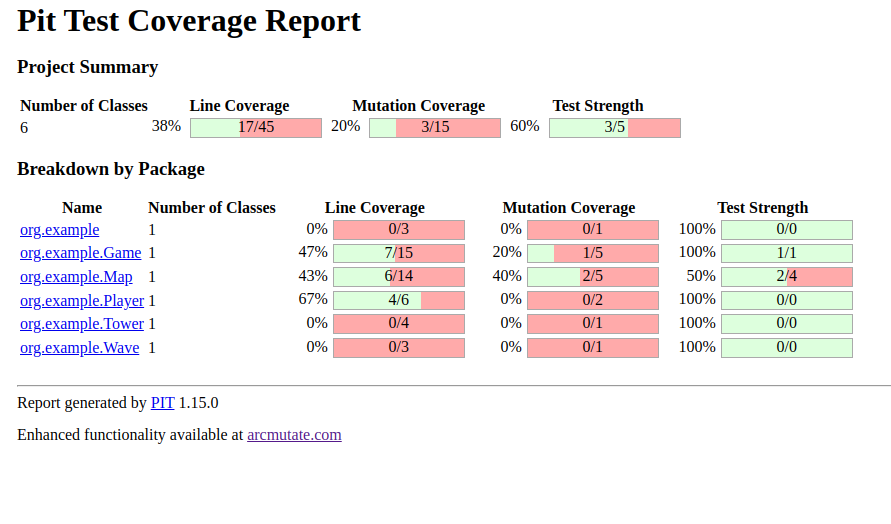 Pit Test Coverage Report
Project Summary
Number of Classes Line Coverage Mutation Coverage Test Strength
6 38% 17/45 20% 3/15 60% 3/5
Breakdown by Package
Name Number of Classes Line Coverage Mutation Coverage Test Strength
org.example 1 0% 0/3 0% 0/1 100% 0/0
org.example.Game 1 47% 7/15 20% 1/5 100% 1/1
org.example.Map 1 43% 6/14 40% 2/5 50% 2/4
org.example.Player 1 67% 4/6 0% 0/2 100% 0/0
org.example.Tower 1 0% 0/4 0% 0/1 100% 0/0
org.example.Wave 1 0% 0/3 0% 0/1 100% 0/0
Report generated by PIT 1.15.0
Enhanced functionality available at arcmutate.com